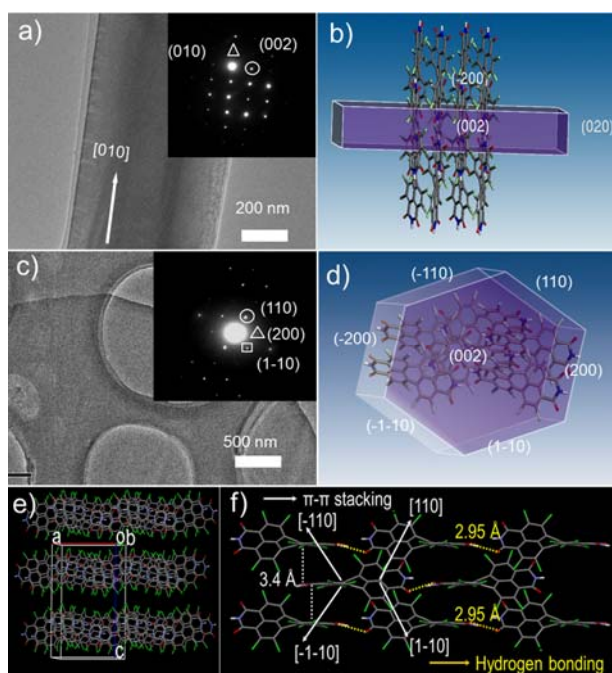 a)
(010)
(002)
[010]
200 nm
b)
(-200)
(002)
(020)
c)
(110)
(200)
(1-10)
500 nm
d)
(-110)
(110)
(-200)
(002)
(200)
(-1-10)
(1-10)
e)
a
ob
c
f)
π-π stacking
[-110]
[110]
2.95 Å
3.4 Å
2.95 Å
[-1-10]
[1-10]
Hydrogen bonding